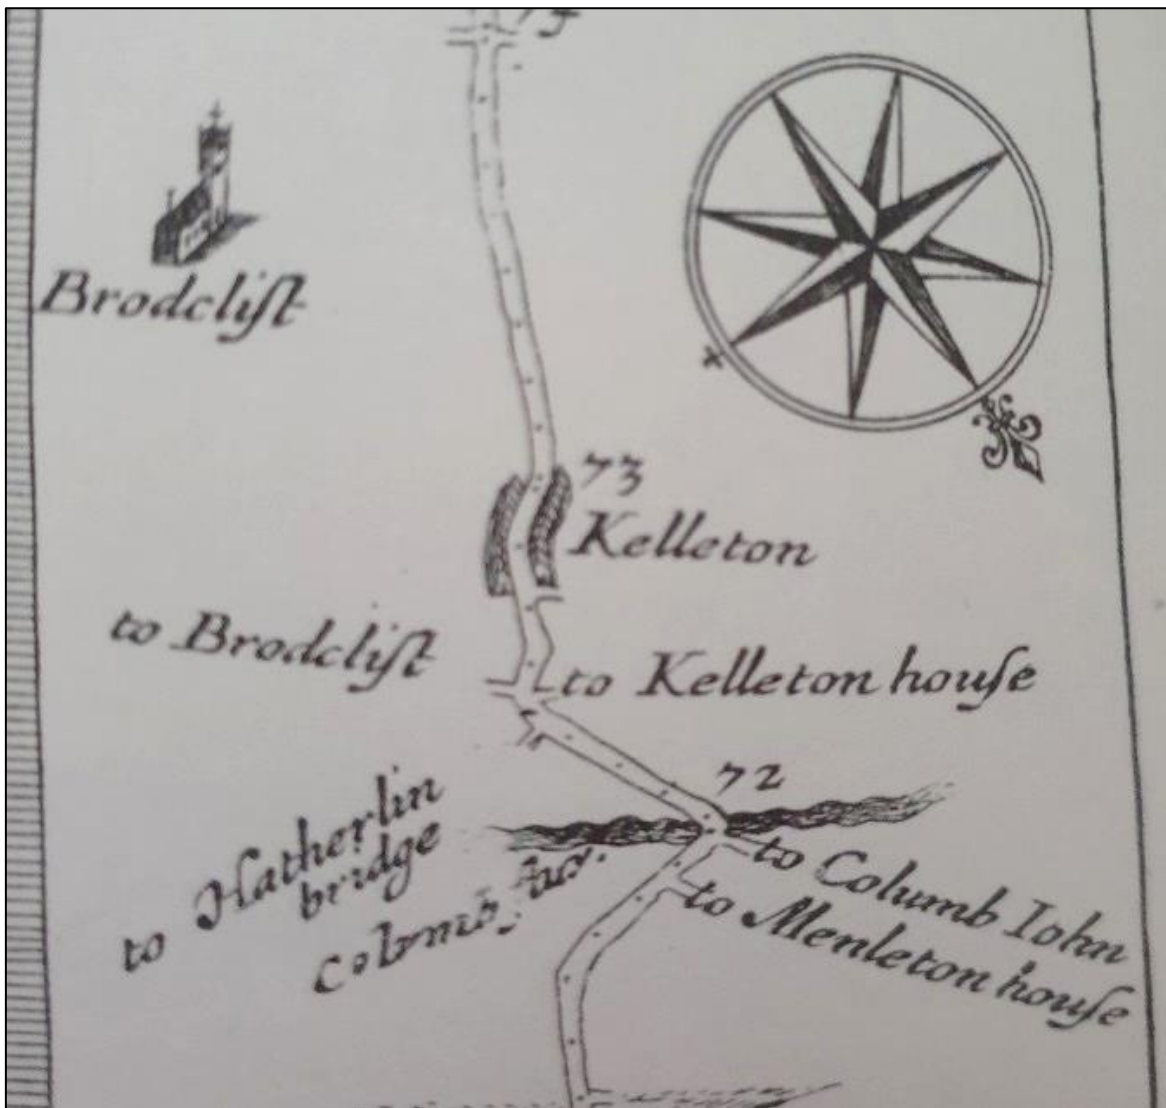 Brodcliſt
73
Kelleton
to Brodcliſt
to Kelleton houſe
72
to Hatherlin
bridge
to Columb Iohn
to Menleton houſe